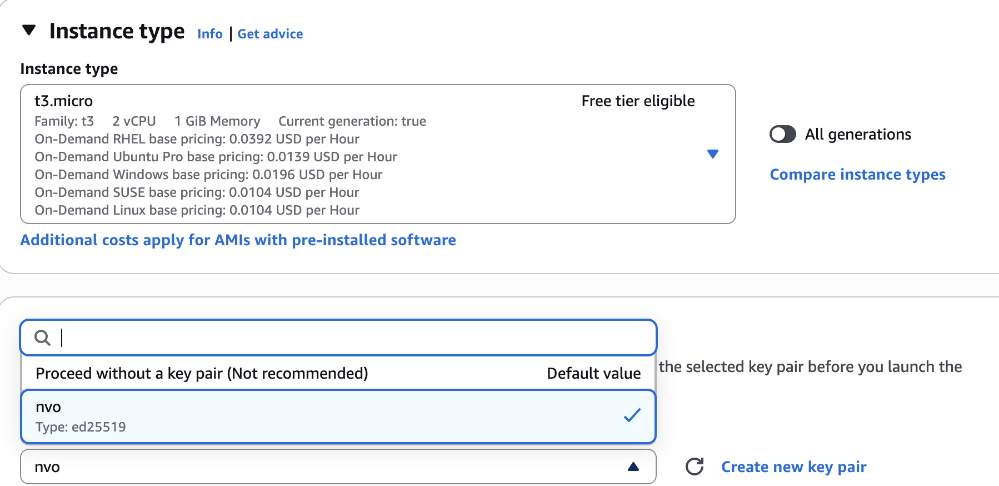 Instance type Info | Get advice
Instance type
t3.micro Free tier eligible
Family: t3 2 vCPU 1 GiB Memory Current generation: true
On-Demand RHEL base pricing: 0.0392 USD per Hour
On-Demand Ubuntu Pro base pricing: 0.0139 USD per Hour
On-Demand Windows base pricing: 0.0196 USD per Hour
On-Demand SUSE base pricing: 0.0104 USD per Hour
On-Demand Linux base pricing: 0.0104 USD per Hour
All generations
Compare instance types
Additional costs apply for AMIs with pre-installed software
Proceed without a key pair (Not recommended) Default value
the selected key pair before you launch the
nvo
Type: ed25519
nvo
Create new key pair